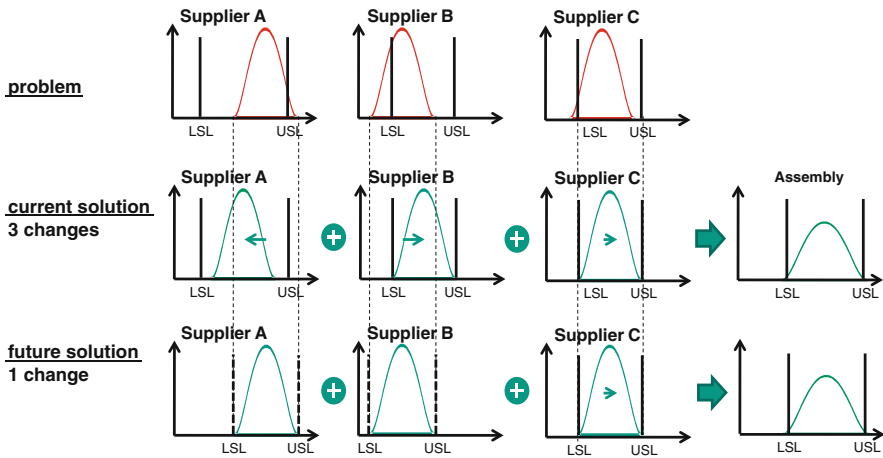 Supplier A
Supplier B
Supplier C
problem
LSL
USL
LSL
USL
LSL
USL
Supplier A
Supplier B
Supplier C
Assembly
current solution
3 changes
LSL
USL
LSL
USL
LSL
USL
LSL
USL
Supplier A
Supplier B
Supplier C
future solution
1 change
LSL
USL
LSL
USL
LSL
USL
LSL
USL